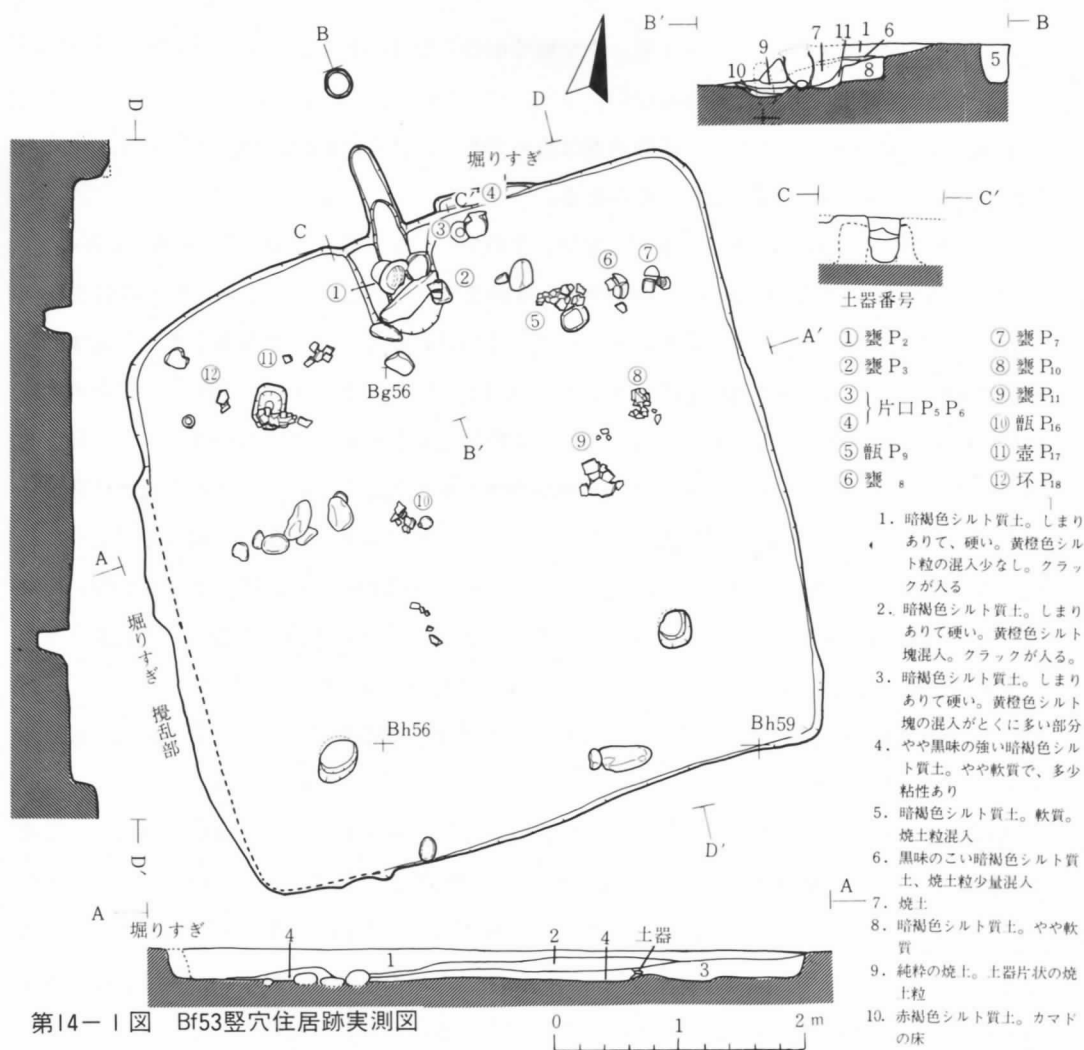 B
B'
B
9
7
11
1
6
10
8
5
D
D
堀りすぎ
C'
④
③
C
②
①
⑥
⑦
⑤
C
C'
土器番号
① 甕 P₂
② 甕 P₃
③
④
片口 P₅ P₆
⑤ 甑 P₉
⑥ 甕 ₈
⑦ 甕 P₇
⑧ 甕 P₁₀
⑨ 甕 P₁₁
⑩ 甑 P₁₆
⑪ 壺 P₁₇
⑫ 坏 P₁₈
A'
⑪
⑫
Bg56
⑧
B'
⑨
⑩
A
堀りすぎ
攪乱部
Bh56
Bh59
D'
D'
1. 暗褐色シルト質土。しまり
ありて、硬い。黄橙色シル
ト粒の混入少なし。クラッ
クが入る
2. 暗褐色シルト質土。しまり
ありて硬い。黄橙色シルト
塊混入。クラックが入る。
3. 暗褐色シルト質土。しまり
ありて硬い。黄橙色シルト
塊の混入がとくに多い部分
4. やや黒味の強い暗褐色シル
ト質土。やや軟質で、多少
粘性あり
5. 暗褐色シルト質土。軟質。
焼土粒混入
6. 黒味のこい暗褐色シルト質
土、焼土粒少量混入
7. 焼土
8. 暗褐色シルト質土。やや軟
質
9. 純粋の焼土。土器片状の焼
土粒
10. 赤褐色シルト質土。カマド
の床
A
A
堀りすぎ
4
1
2
4
土器
3
第14－1図 Bf53竪穴住居跡実測図
0
1
2 m